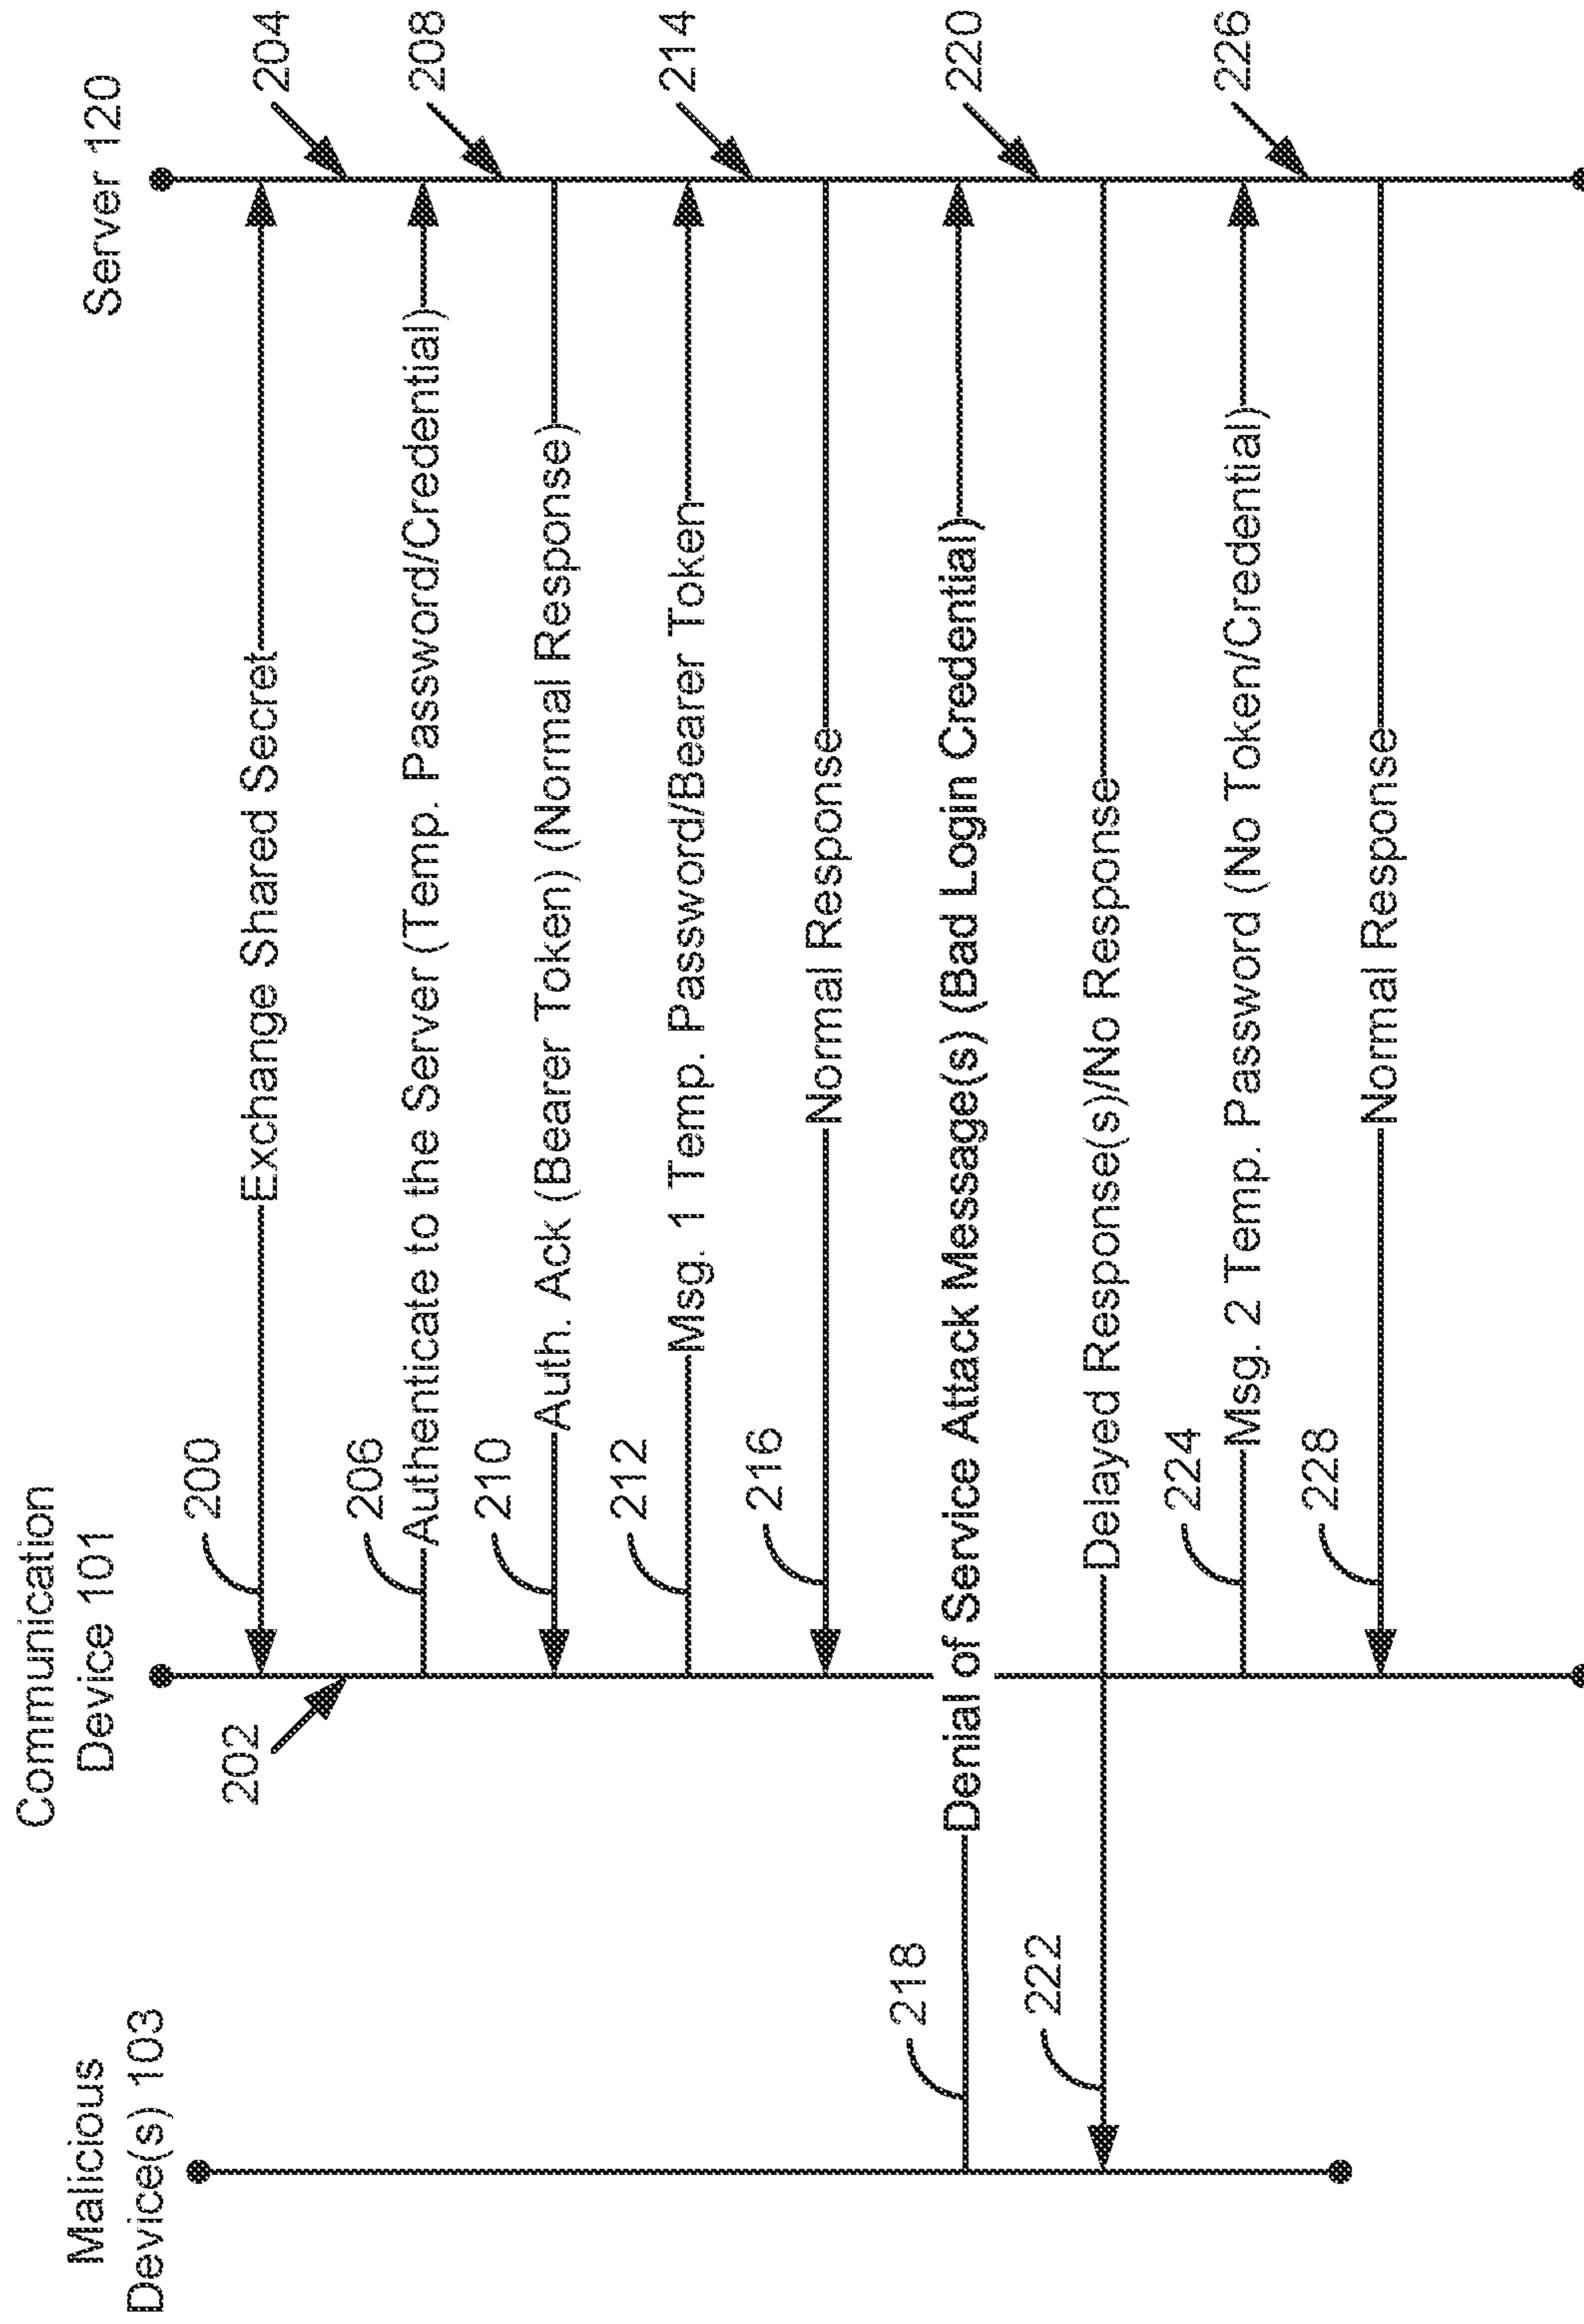 Malicious
Device(s) 103
Communication
Device 101
Server 120
200
Exchange Shared Secret
202
204
206
Authenticate to the Server (Temp. Password/Credential)
208
210
Auth. Ack (Bearer Token) (Normal Response)
212
Msg. 1 Temp. Password/Bearer Token
214
216
Normal Response
218
Denial of Service Attack Message(s) (Bad Login Credential)
220
222
Delayed Response(s)/No Response
224
Msg. 2 Temp. Password (No Token/Credential)
226
228
Normal Response